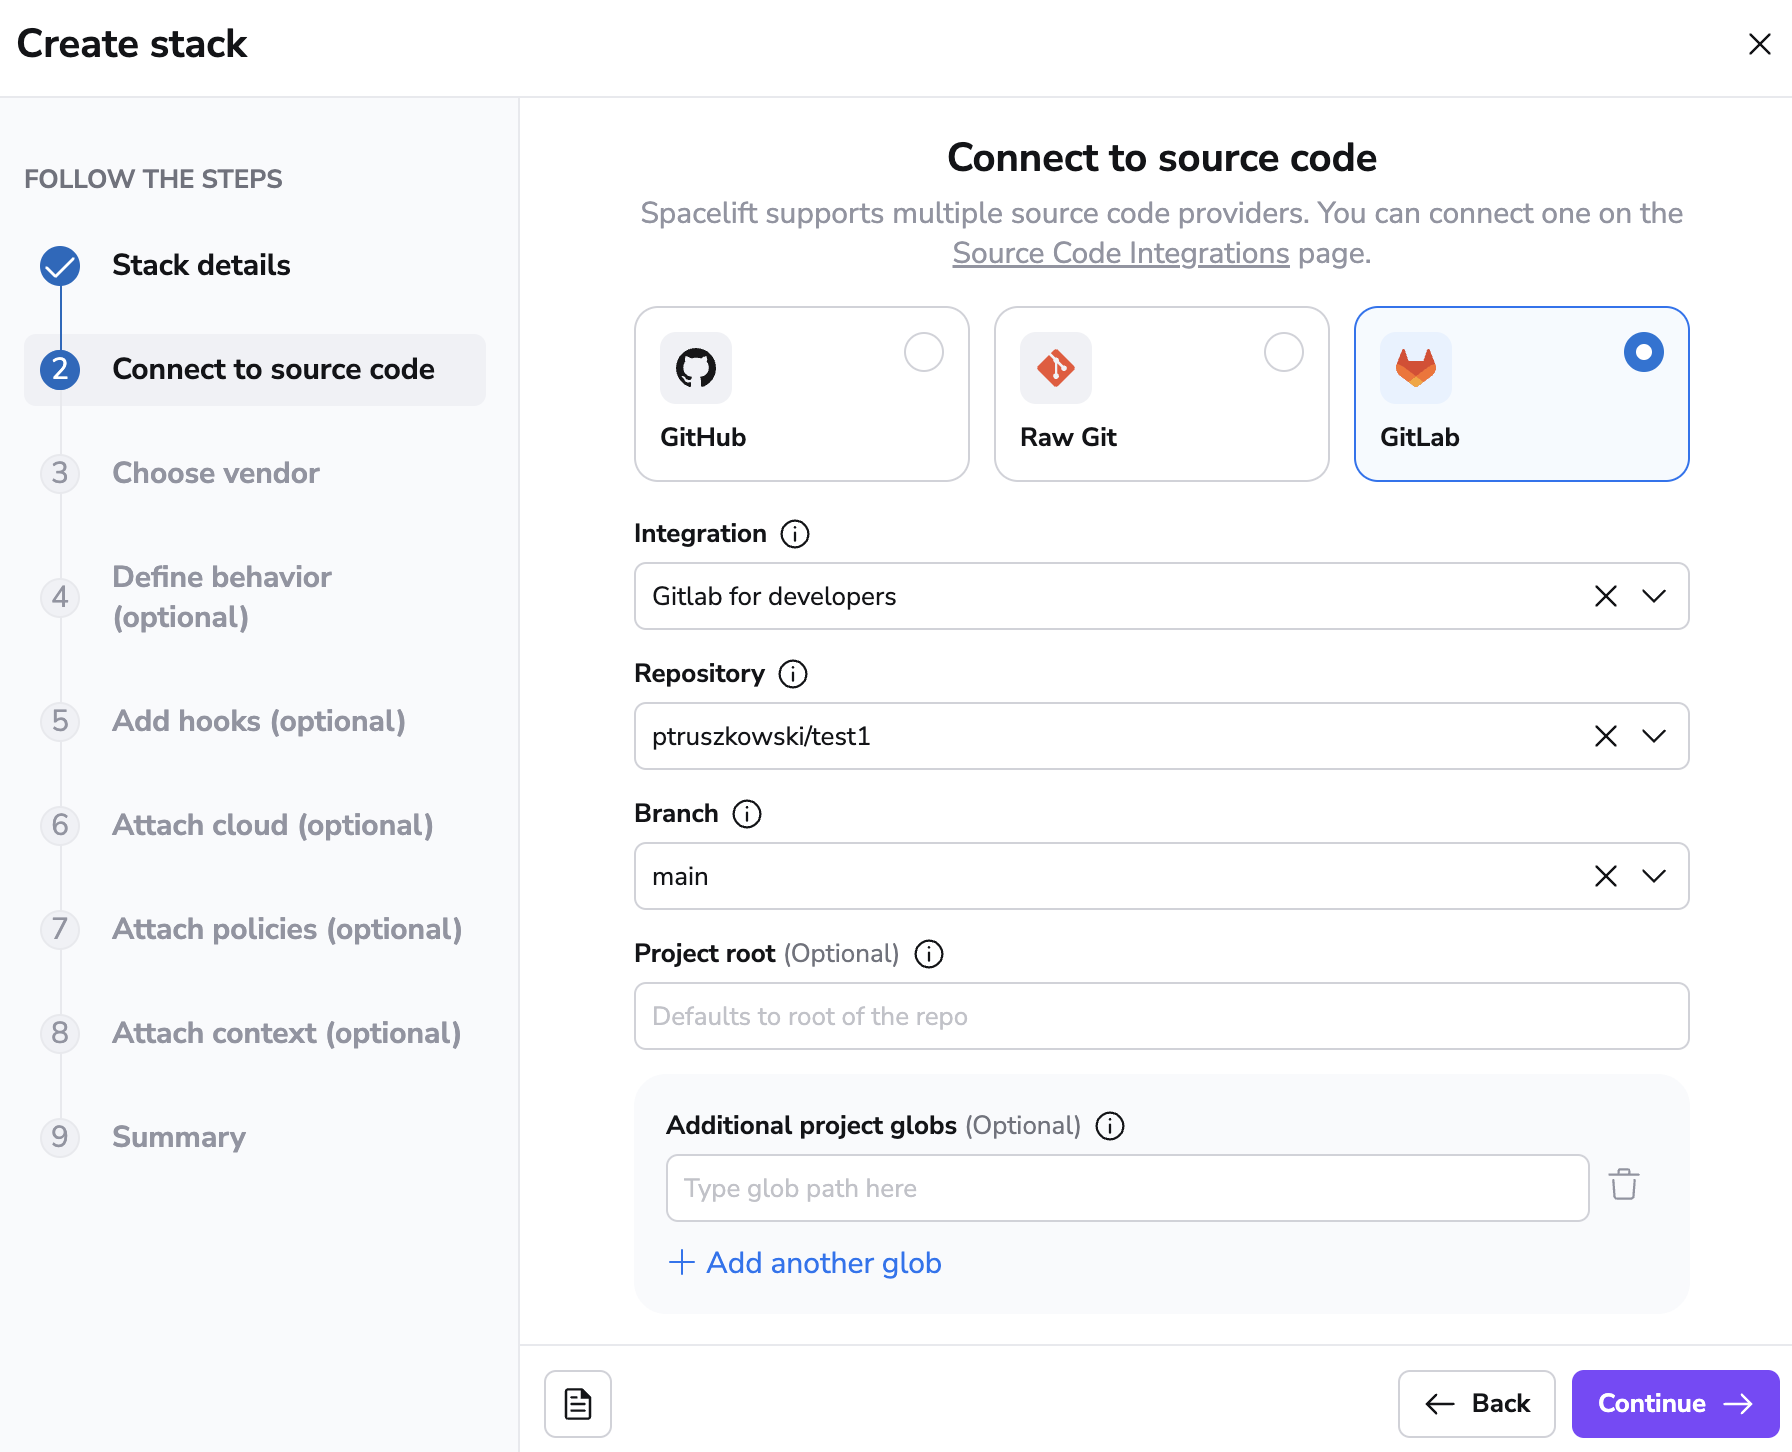 Create stack
FOLLOW THE STEPS
Stack details
2 Connect to source code
3 Choose vendor
4 Define behavior
(optional)
5 Add hooks (optional)
6 Attach cloud (optional)
7 Attach policies (optional)
8 Attach context (optional)
9 Summary
Connect to source code
Spacelift supports multiple source code providers. You can connect one on the
Source Code Integrations page.
GitHub
Raw Git
GitLab
Integration
Gitlab for developers
Repository
ptruszkowski/test1
Branch
main
Project root (Optional)
Defaults to root of the repo
Additional project globs (Optional)
Type glob path here
Add another glob
Back
Continue